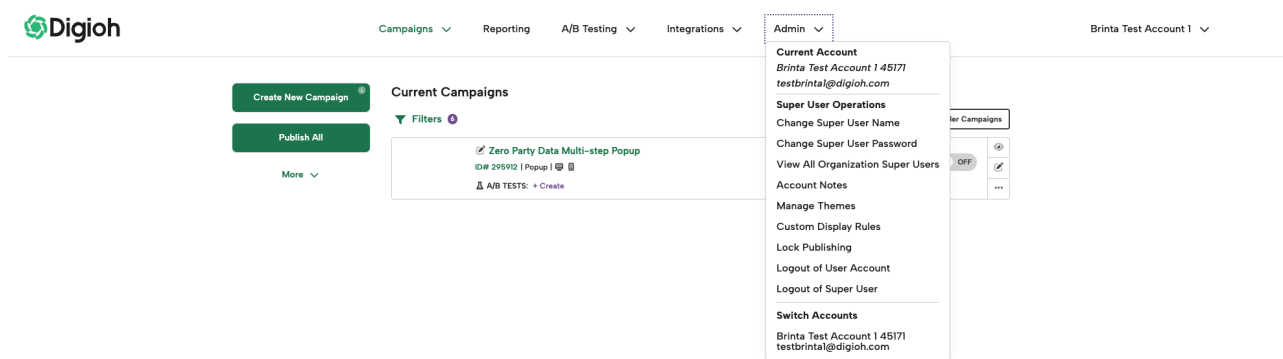 Digioh
Campaigns
Reporting
A/B Testing
Integrations
Admin
Brinta Test Account 1
Current Account
Brinta Test Account 1 45171
testbrinta1@digioh.com
Super User Operations
Change Super User Name
Change Super User Password
View All Organization Super Users
Account Notes
Manage Themes
Custom Display Rules
Lock Publishing
Logout of User Account
Logout of Super User
Switch Accounts
Brinta Test Account 1 45171
testbrinta1@digioh.com
Create New Campaign
Publish All
More
Current Campaigns
Filters 6
Campaigns
Zero Party Data Multi-step Popup
ID# 295912 | Popup |
A/B TESTS: + Create
OFF